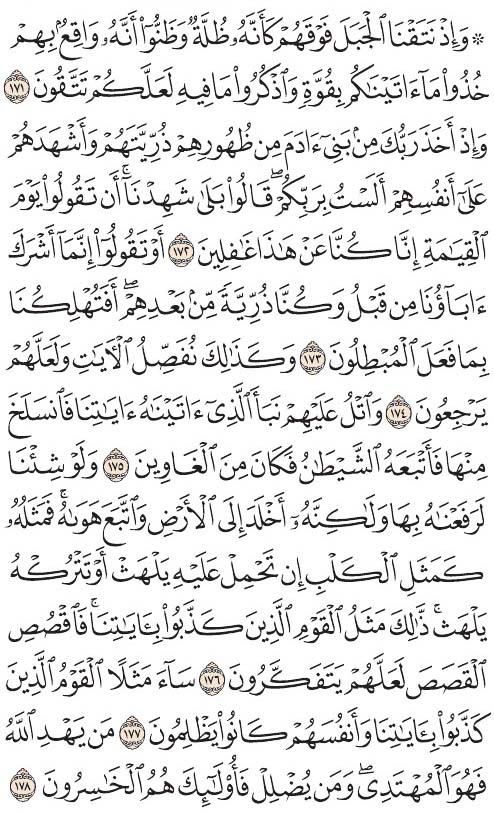 ۞ وَإِذْ نَتَقْنَا ٱلْجَبَلَ فَوْقَهُمْ كَأَنَّهُۥ ظُلَّةٌ وَظَنُّوٓا۟ أَنَّهُۥ وَاقِعٌۢ بِهِمْ
خُذُوا۟ مَآ ءَاتَيْنَٰكُم بِقُوَّةٍ وَٱذْكُرُوا۟ مَا فِيهِ لَعَلَّكُمْ تَتَّقُونَ ١٧١
وَإِذْ أَخَذَ رَبُّكَ مِنۢ بَنِىٓ ءَادَمَ مِن ظُهُورِهِمْ ذُرِّيَّتَهُمْ وَأَشْهَدَهُمْ
عَلَىٰٓ أَنفُسِهِمْ أَلَسْتُ بِرَبِّكُمْ ۖ قَالُوا۟ بَلَىٰ شَهِدْنَآ ۛ أَن تَقُولُوا۟ يَوْمَ
ٱلْقِيَٰمَةِ إِنَّا كُنَّا عَنْ هَٰذَا غَٰفِلِينَ ١٧٢ أَوْ تَقُولُوٓا۟ إِنَّمَآ أَشْرَكَ
ءَابَآؤُنَا مِن قَبْلُ وَكُنَّا ذُرِّيَّةً مِّنۢ بَعْدِهِمْ ۖ أَفَتُهْلِكُنَا
بِمَا فَعَلَ ٱلْمُبْطِلُونَ ١٧٣ وَكَذَٰلِكَ نُفَصِّلُ ٱلْءَايَٰتِ وَلَعَلَّهُمْ
يَرْجِعُونَ ١٧٤ وَٱتْلُ عَلَيْهِمْ نَبَأَ ٱلَّذِىٓ ءَاتَيْنَٰهُ ءَايَٰتِنَا فَٱنسَلَخَ
مِنْهَا فَأَتْبَعَهُ ٱلشَّيْطَٰنُ فَكَانَ مِنَ ٱلْغَاوِينَ ١٧٥ وَلَوْ شِئْنَا
لَرَفَعْنَٰهُ بِهَا وَلَٰكِنَّهُۥٓ أَخْلَدَ إِلَى ٱلْأَرْضِ وَٱتَّبَعَ هَوَىٰهُ ۚ فَمَثَلُهُۥ
كَمَثَلِ ٱلْكَلْبِ إِن تَحْمِلْ عَلَيْهِ يَلْهَثْ أَوْ تَتْرُكْهُ
يَلْهَث ۚ ذَّٰلِكَ مَثَلُ ٱلْقَوْمِ ٱلَّذِينَ كَذَّبُوا۟ بِـَٔايَٰتِنَا ۚ فَٱقْصُصِ
ٱلْقَصَصَ لَعَلَّهُمْ يَتَفَكَّرُونَ ١٧٦ سَآءَ مَثَلًا ٱلْقَوْمُ ٱلَّذِينَ
كَذَّبُوا۟ بِـَٔايَٰتِنَا وَأَنفُسَهُمْ كَانُوا۟ يَظْلِمُونَ ١٧٧ مَن يَهْدِ ٱللَّهُ
فَهُوَ ٱلْمُهْتَدِى ۖ وَمَن يُضْلِلْ فَأُو۟لَٰٓئِكَ هُمُ ٱلْخَٰسِرُونَ ١٧٨